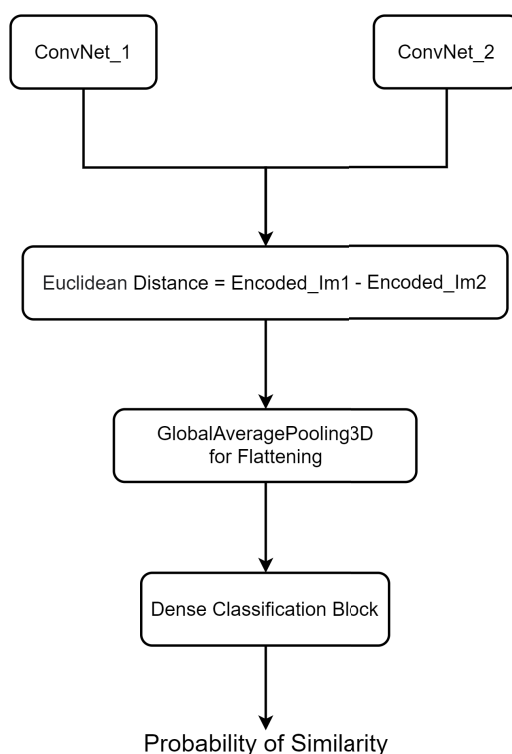 ConvNet_1
ConvNet_2
Euclidean Distance = Encoded_Im1 - Encoded_Im2
GlobalAveragePooling3D
for Flattening
Dense Classification Block
Probability of Similarity